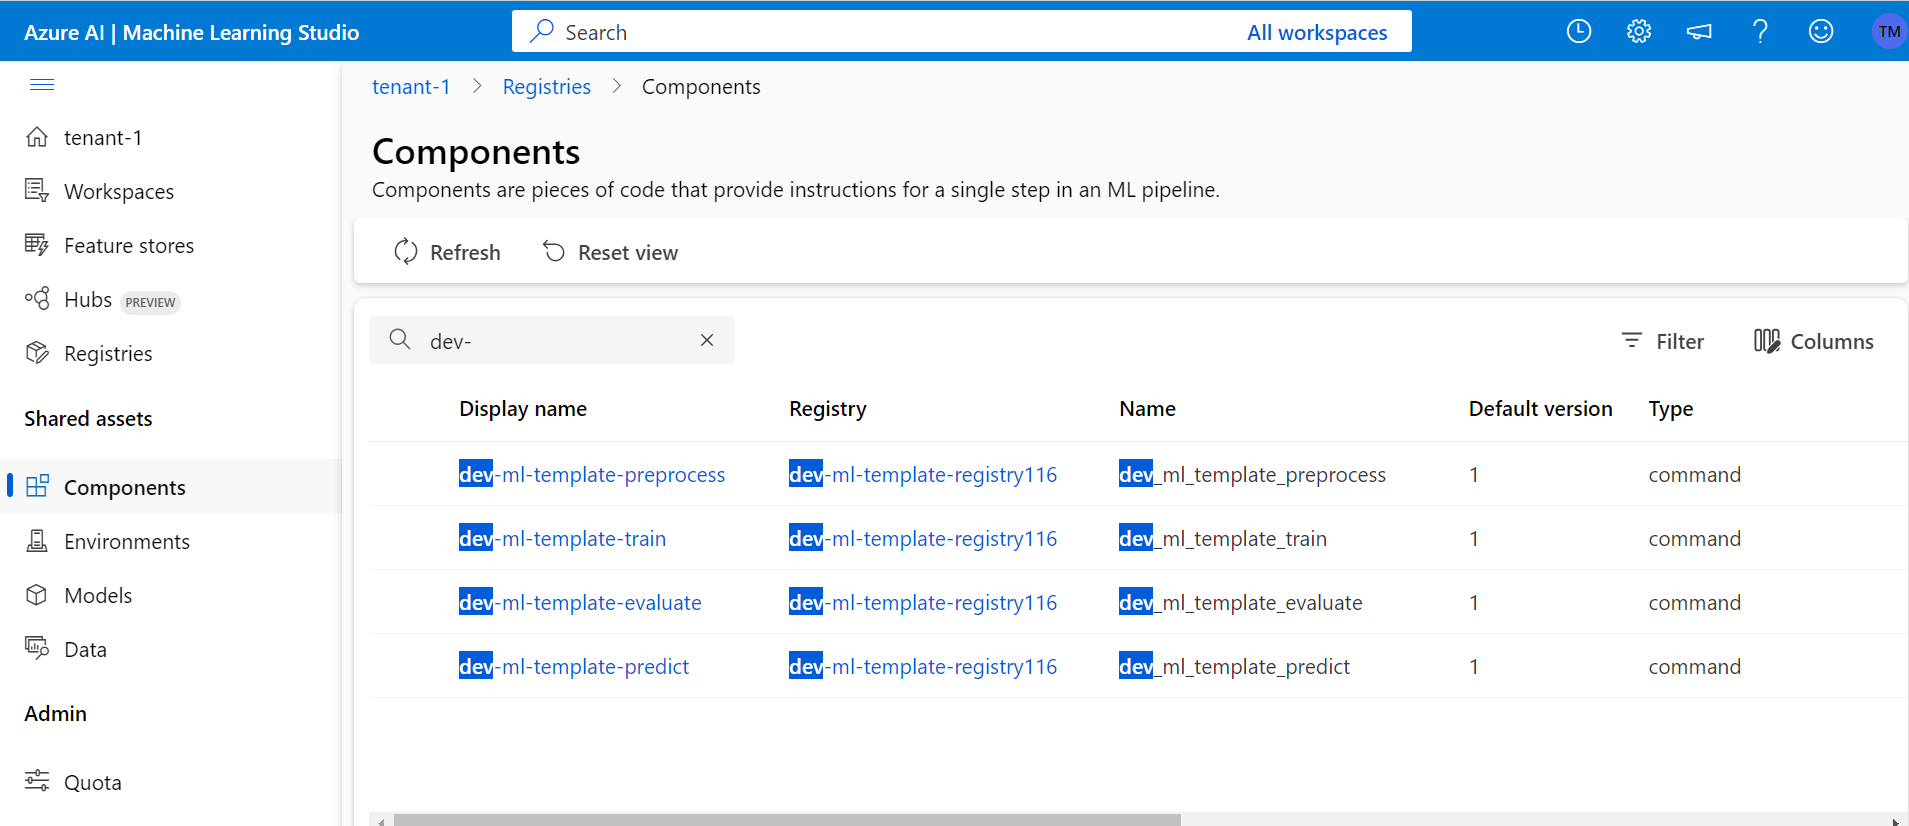 Azure AI | Machine Learning Studio
Search
All workspaces
TM
tenant-1
Workspaces
Feature stores
Hubs PREVIEW
Registries
Shared assets
Components
Environments
Models
Data
Admin
Quota
tenant-1 > Registries > Components
Components
Components are pieces of code that provide instructions for a single step in an ML pipeline.
Refresh Reset view
dev-
Filter Columns
Display name Registry Name Default version Type
dev-ml-template-preprocess dev-ml-template-registry116 dev_ml_template_preprocess 1 command
dev-ml-template-train dev-ml-template-registry116 dev_ml_template_train 1 command
dev-ml-template-evaluate dev-ml-template-registry116 dev_ml_template_evaluate 1 command
dev-ml-template-predict dev-ml-template-registry116 dev_ml_template_predict 1 command